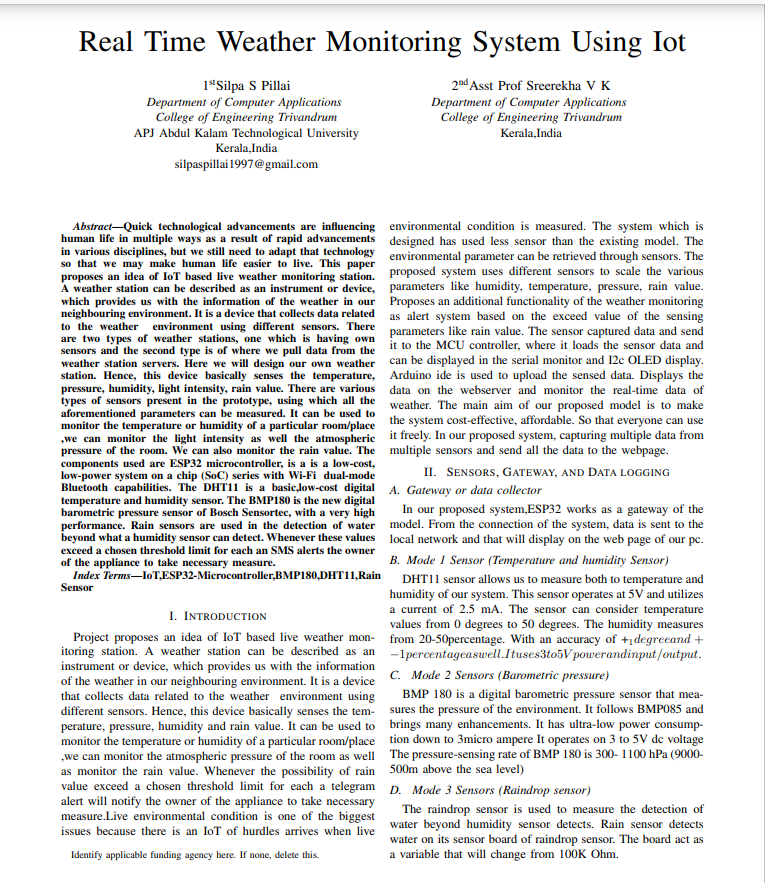 Real Time Weather Monitoring System Using Iot
1stSilpa S Pillai
Department of Computer Applications
College of Engineering Trivandrum
APJ Abdul Kalam Technological University
Kerala,India
silpaspillai1997@gmail.com
2ndAsst Prof Sreerekha V K
Department of Computer Applications
College of Engineering Trivandrum
Kerala,India
Abstract—Quick technological advancements are influencing
human life in multiple ways as a result of rapid advancements
in various disciplines, but we still need to adapt that technology
so that we may make human life easier to live. This paper
proposes an idea of IoT based live weather monitoring station.
A weather station can be described as an instrument or device,
which provides us with the information of the weather in our
neighbouring environment. It is a device that collects data related
to the weather environment using different sensors. There
are two types of weather stations, one which is having own
sensors and the second type is of where we pull data from the
weather station servers. Here we will design our own weather
station. Hence, this device basically senses the temperature,
pressure, humidity, light intensity, rain value. There are various
types of sensors present in the prototype, using which all the
aforementioned parameters can be measured. It can be used to
monitor the temperature or humidity of a particular room/place
,we can monitor the light intensity as well the atmospheric
pressure of the room. We can also monitor the rain value. The
components used are ESP32 microcontroller, is a is a low-cost,
low-power system on a chip (SoC) series with Wi-Fi dual-mode
Bluetooth capabilities. The DHT11 is a basic,low-cost digital
temperature and humidity sensor. The BMP180 is the new digital
barometric pressure sensor of Bosch Sensortec, with a very high
performance. Rain sensors are used in the detection of water
beyond what a humidity sensor can detect. Whenever these values
exceed a chosen threshold limit for each an SMS alerts the owner
of the appliance to take necessary measure.
Index Terms—IoT,ESP32-Microcontroller,BMP180,DHT11,Rain
Sensor
I. INTRODUCTION
Project proposes an idea of IoT based live weather mon-
itoring station. A weather station can be described as an
instrument or device, which provides us with the information
of the weather in our neighbouring environment. It is a device
that collects data related to the weather environment using
different sensors. Hence, this device basically senses the tem-
perature, pressure, humidity and rain value. It can be used to
monitor the temperature or humidity of a particular room/place
,we can monitor the atmospheric pressure of the room as well
as monitor the rain value. Whenever the possibility of rain
value exceed a chosen threshold limit for each a telegram
alert will notify the owner of the appliance to take necessary
measure.Live environmental condition is one of the biggest
issues because there is an IoT of hurdles arrives when live
Identify applicable funding agency here. If none, delete this.
environmental condition is measured. The system which is
designed has used less sensor than the existing model. The
environmental parameter can be retrieved through sensors. The
proposed system uses different sensors to scale the various
parameters like humidity, temperature, pressure, rain value.
Proposes an additional functionality of the weather monitoring
as alert system based on the exceed value of the sensing
parameters like rain value. The sensor captured data and send
it to the MCU controller, where it loads the sensor data and
can be displayed in the serial monitor and I2c OLED display.
Arduino ide is used to upload the sensed data. Displays the
data on the webserver and monitor the real-time data of
weather. The main aim of our proposed model is to make
the system cost-effective, affordable. So that everyone can use
it freely. In our proposed system, capturing multiple data from
multiple sensors and send all the data to the webpage.
II. SENSORS, GATEWAY, AND DATA LOGGING
A. Gateway or data collector
In our proposed system,ESP32 works as a gateway of the
model. From the connection of the system, data is sent to the
local network and that will display on the web page of our pc.
B. Mode 1 Sensor (Temperature and humidity Sensor)
DHT11 sensor allows us to measure both to temperature and
humidity of our system. This sensor operates at 5V and utilizes
a current of 2.5 mA. The sensor can consider temperature
values from 0 degrees to 50 degrees. The humidity measures
from 20-50percentage. With an accuracy of +1degreeand+
−1percentageaswell.Ituses3to5Vpowerandinput/output.
C. Mode 2 Sensors (Barometric pressure)
BMP 180 is a digital barometric pressure sensor that mea-
sures the pressure of the environment. It follows BMP085 and
brings many enhancements. It has ultra-low power consump-
tion down to 3micro ampere It operates on 3 to 5V dc voltage
The pressure-sensing rate of BMP 180 is 300- 1100 hPa (9000-
500m above the sea level)
D. Mode 3 Sensors (Raindrop sensor)
The raindrop sensor is used to measure the detection of
water beyond humidity sensor detects. Rain sensor detects
water on its sensor board of raindrop sensor. The board act as
a variable that will change from 100K Ohm.